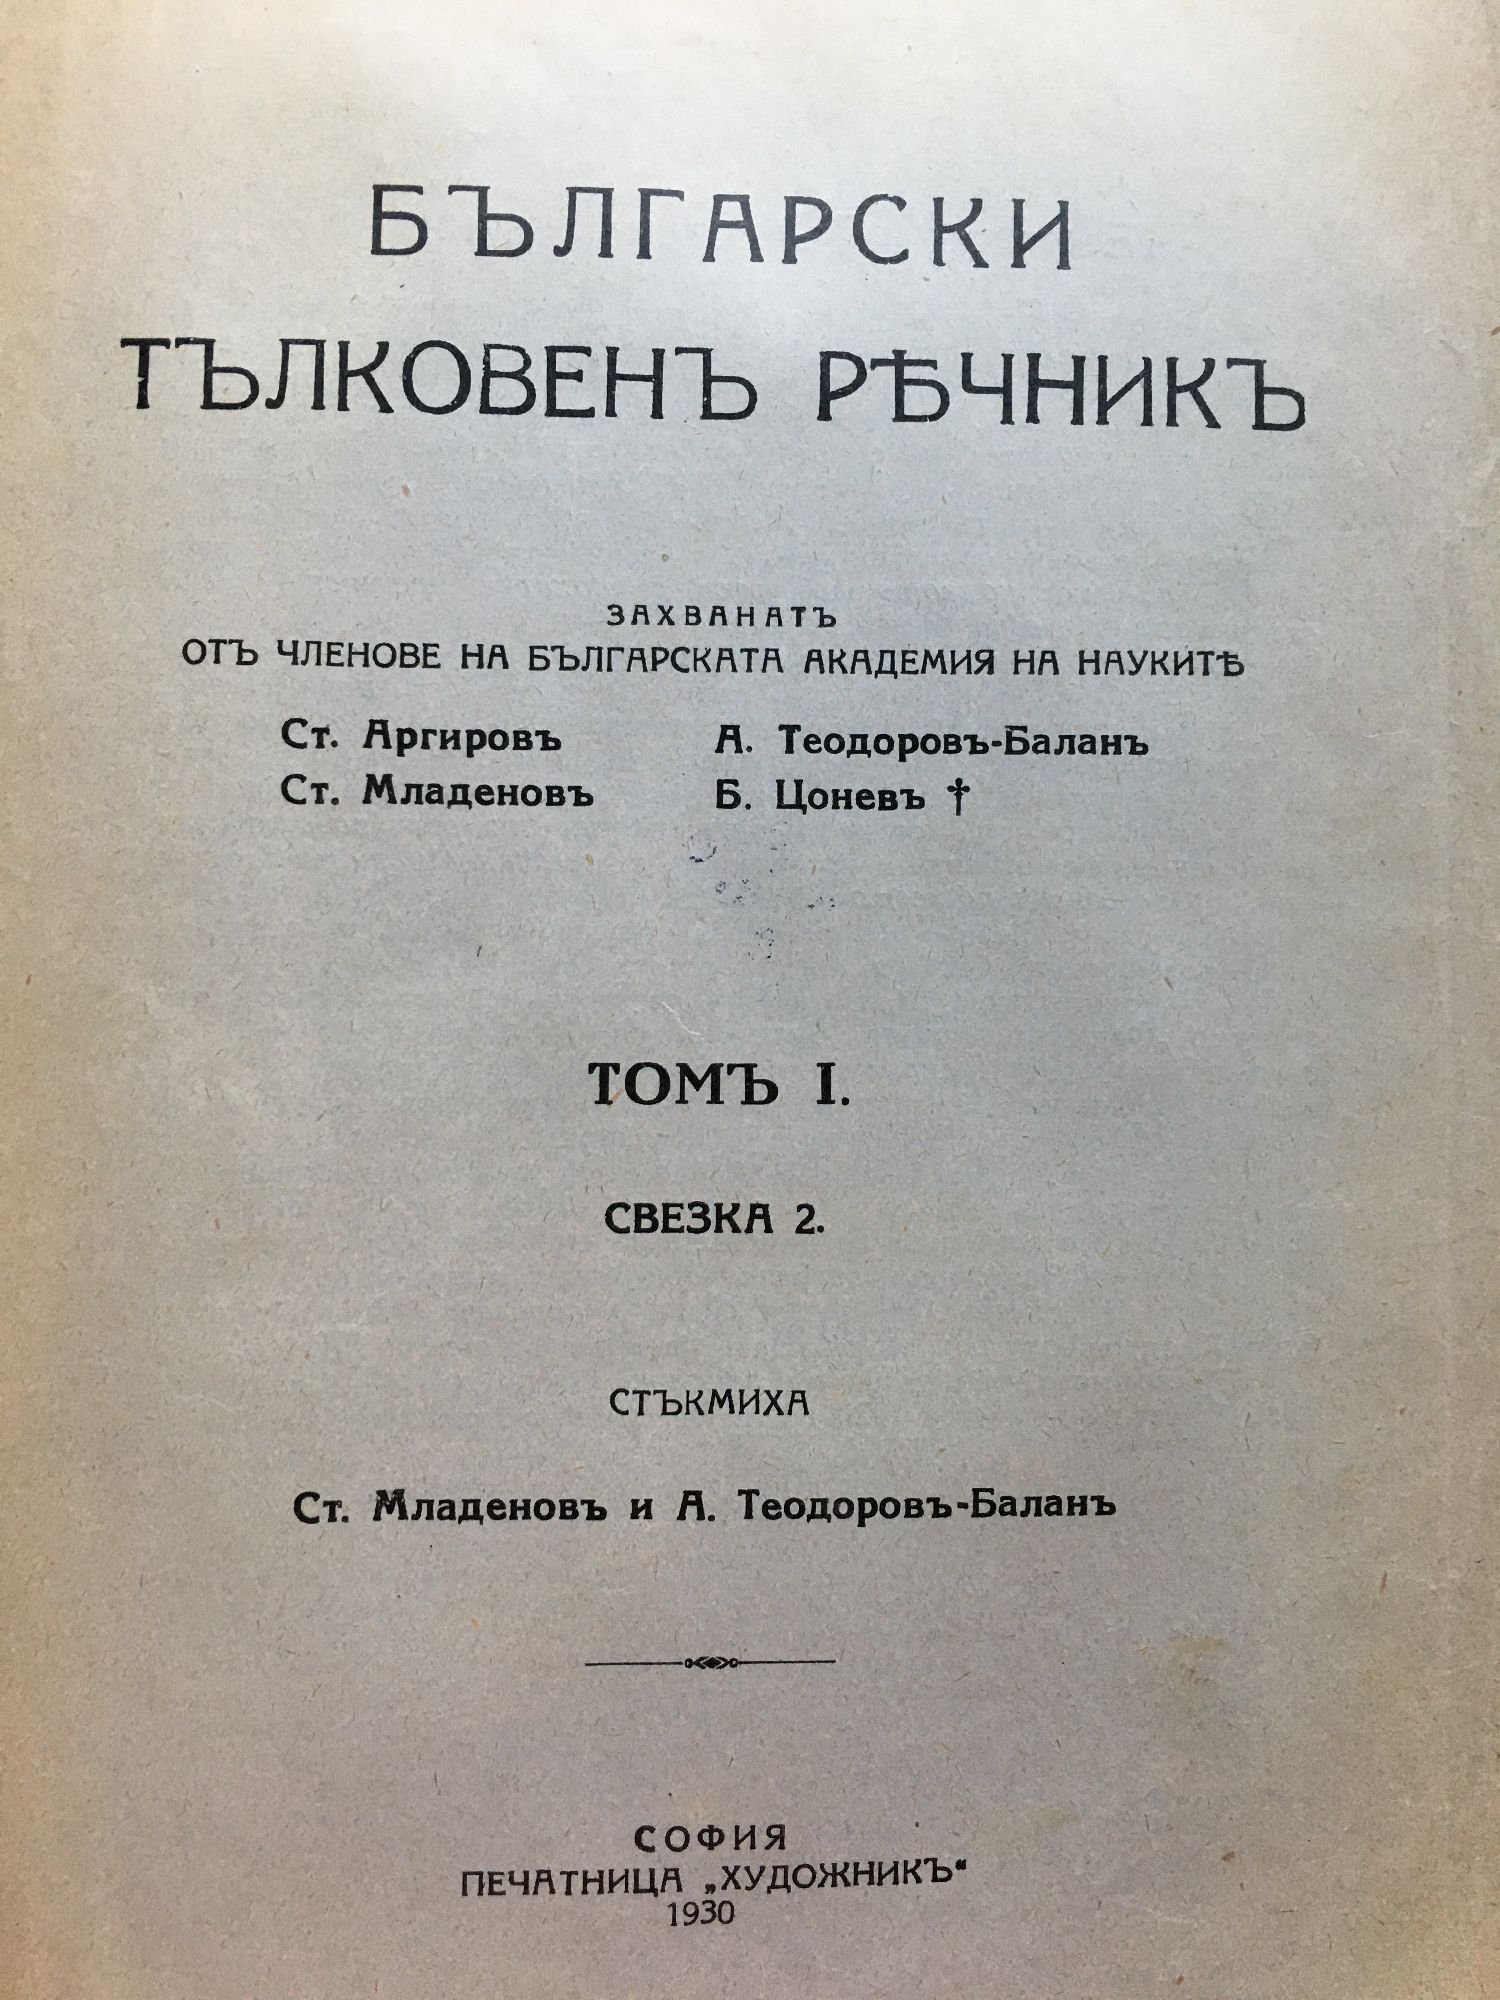 БЪЛГАРСКИ
ТЪЛКОВЕНЪ РѢЧНИКЪ
ЗАХВАНАТЪ
ОТЪ ЧЛЕНОВЕ НА БЪЛГАРСКАТА АКАДЕМИЯ НА НАУКИТѢ
Ст. Аргировъ А. Теодоровъ-Баланъ
Ст. Младеновъ Б. Цоневъ †
ТОМЪ I.
СВЕЗКА 2.
СТЪКМИХА
Ст. Младеновъ и А. Теодоровъ-Баланъ
СОФИЯ
ПЕЧАТНИЦА „ХУДОЖНИКЪ“
1930